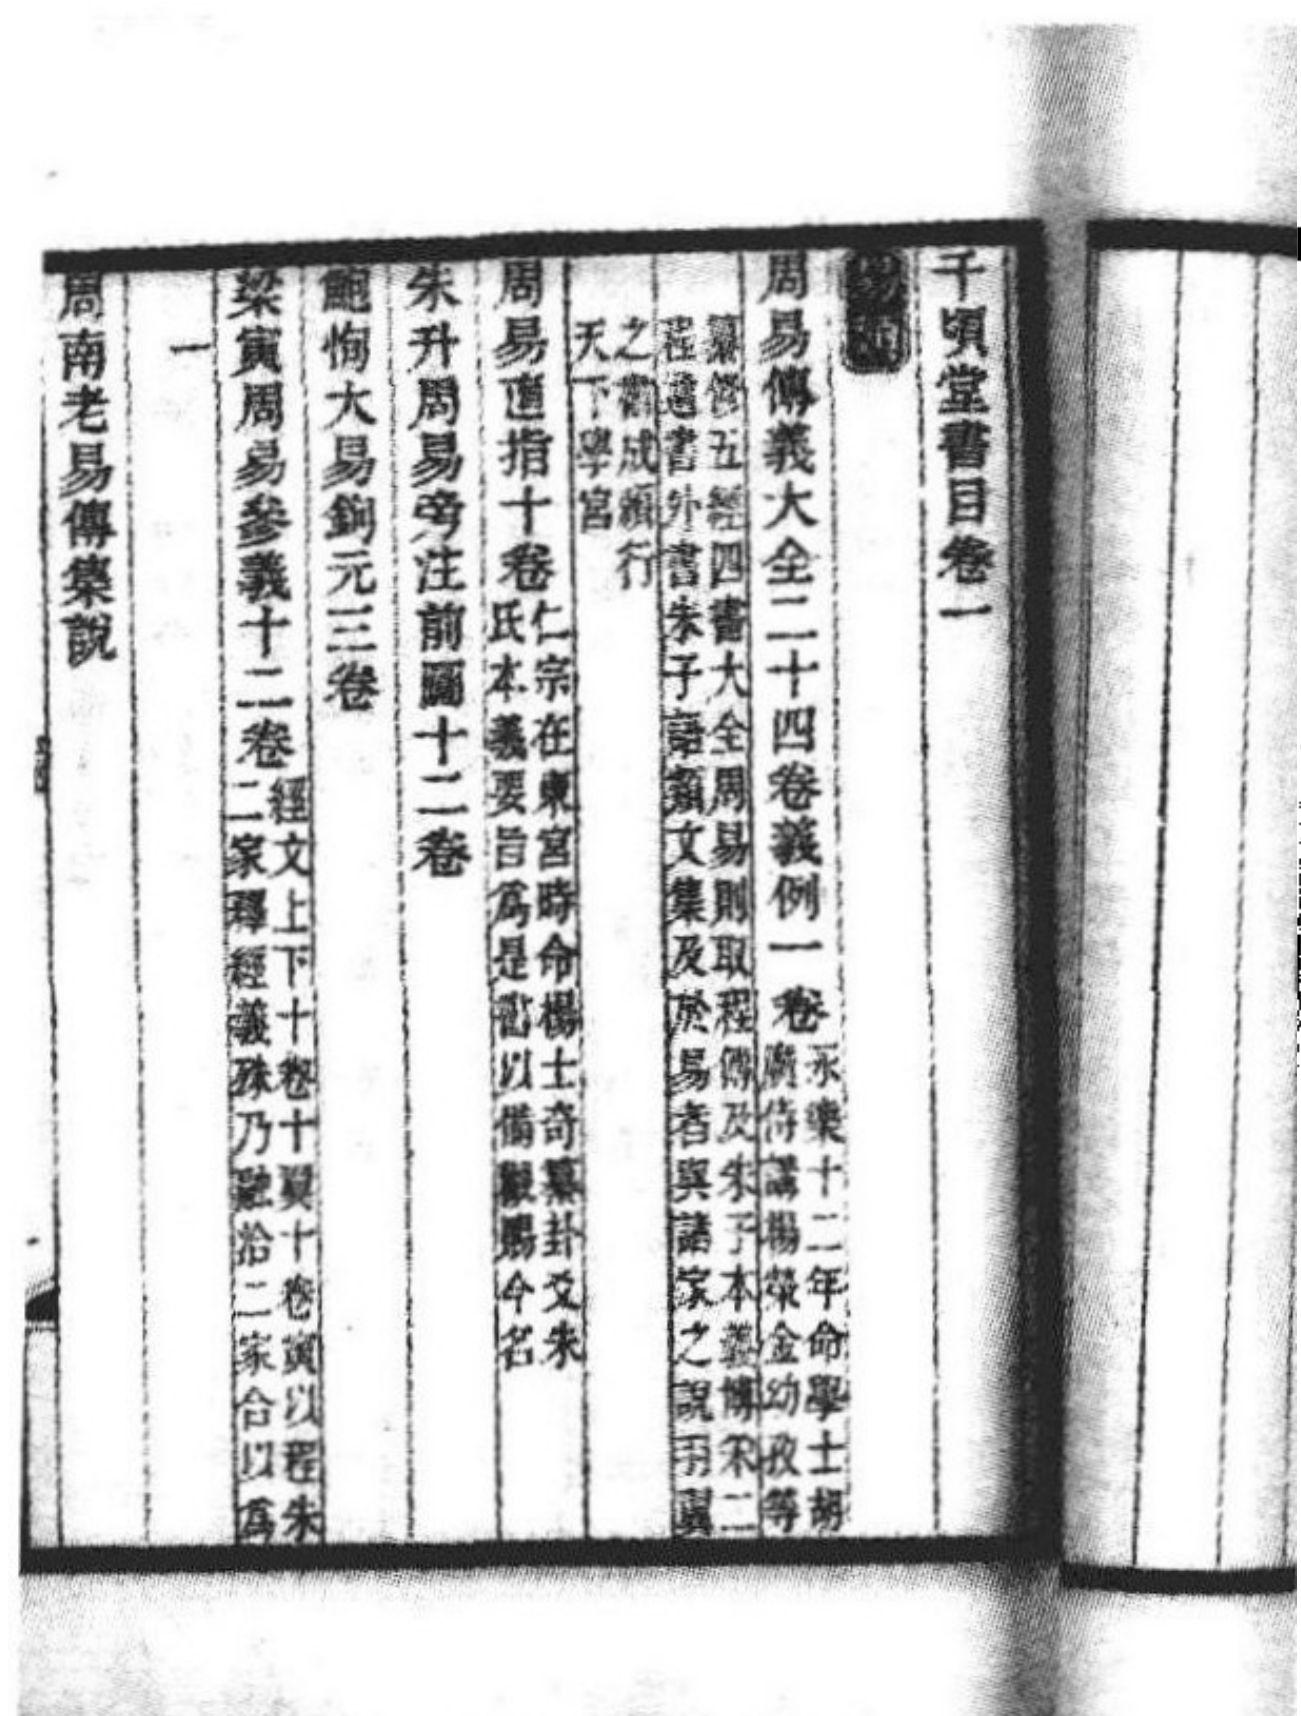 千頃堂書目卷一
易類
周易傳義大全二十四卷義例一卷
永樂十二年命學士胡
廣侍講楊榮金幼孜等
纂修五經四書大全周易則取程傳及朱子本義博采二
程遺書外書朱子語類文集及於易者與諸家之說羽翼
之書成頒行
天下學宮
周易直指十卷
仁宗在東宮時命楊士奇纂卦爻朱
氏本義要旨爲是書以備觀賜今名
朱升周易旁注前圖十二卷
鮑恂大易鉤元三卷
梁寅周易參義十二卷
經文上下十卷十翼十卷寅以程朱
二家釋經義殊乃融洽二家合以爲
一
周南老易傳集說